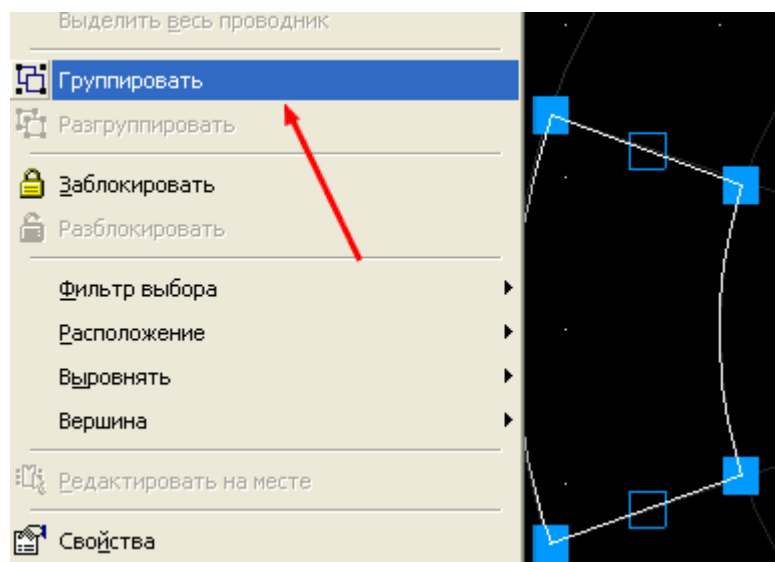 Выделить весь проводник
Группировать
Разгруппировать
Заблокировать
Разблокировать
Фильтр выбора
Расположение
Выровнять
Вершина
Редактировать на месте
Свойства